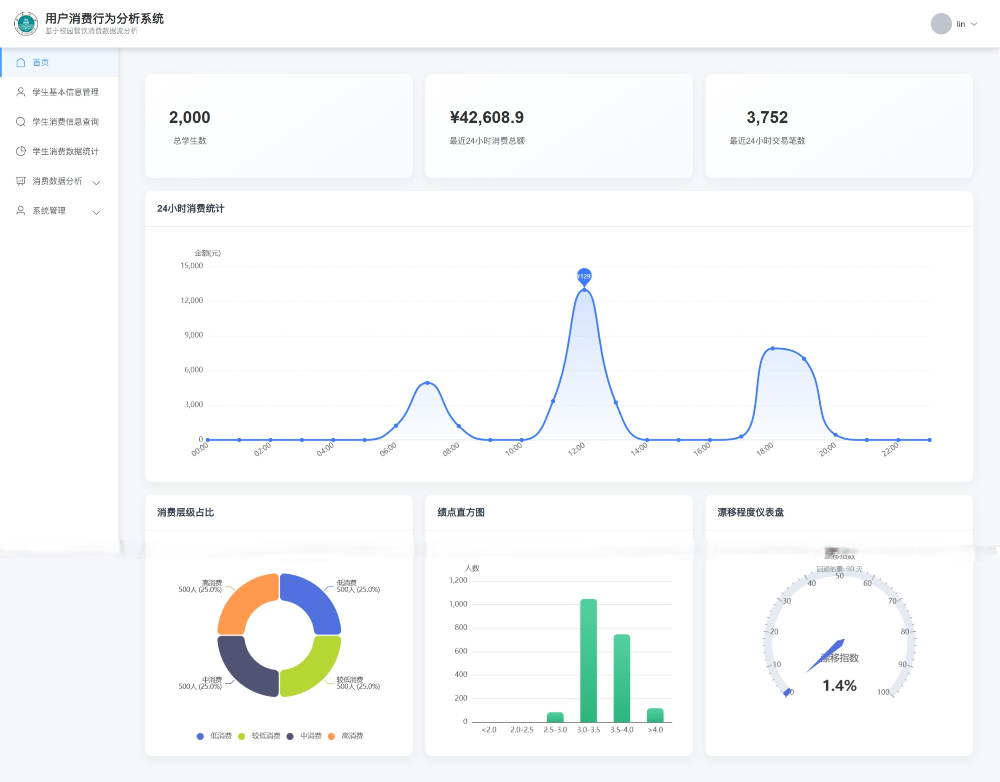 用户消费行为分析系统
基于校园餐饮消费数据流分析
lin
首页
学生基本信息管理
学生消费信息查询
学生消费数据统计
消费数据分析
系统管理
2,000
总学生数
¥42,608.9
最近24小时消费总额
3,752
最近24小时交易笔数
24小时消费统计
金额(元)
15,000
12,000
9,000
6,000
3,000
0
¥129
00:00
02:00
04:00
06:00
08:00
10:00
12:00
14:00
16:00
18:00
20:00
22:00
消费层级占比
高消费
500人 (25.0%)
低消费
500人 (25.0%)
中消费
500人 (25.0%)
较低消费
500人 (25.0%)
低消费 较低消费 中消费 高消费
绩点直方图
人数
1,200
1,000
800
600
400
200
0
<2.0 2.0-2.5 2.5-3.0 3.0-3.5 3.5-4.0 >4.0
漂移程度仪表盘
漂移指数
回退估算: 30 天
0
10
20
30
40
50
60
70
80
90
100
漂移指数
1.4%